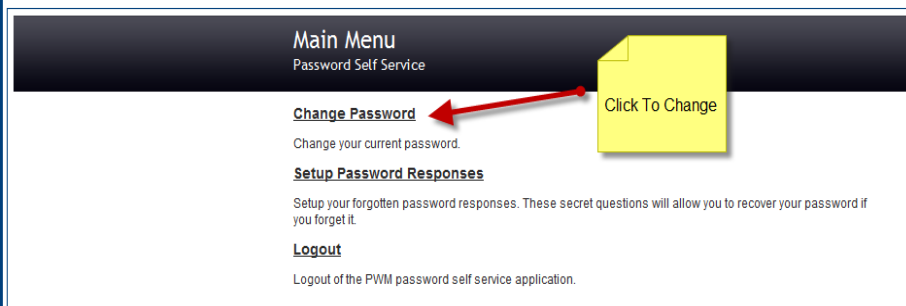 Main Menu
Password Self Service
Click To Change
Change Password
Change your current password.
Setup Password Responses
Setup your forgotten password responses. These secret questions will allow you to recover your password if
you forget it.
Logout
Logout of the PWM password self service application.